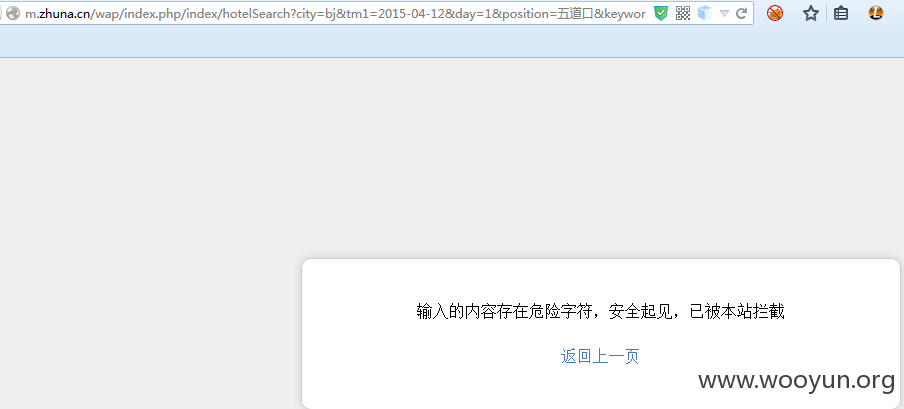 m.zhuna.cn/wap/index.php/index/hotelSearch?city=bj&ttm1=2015-04-12&day=1&position=五道口&keywor
输入的内容存在危险字符，安全起见，已被本站拦截
返回上一页
www.wooyun.org